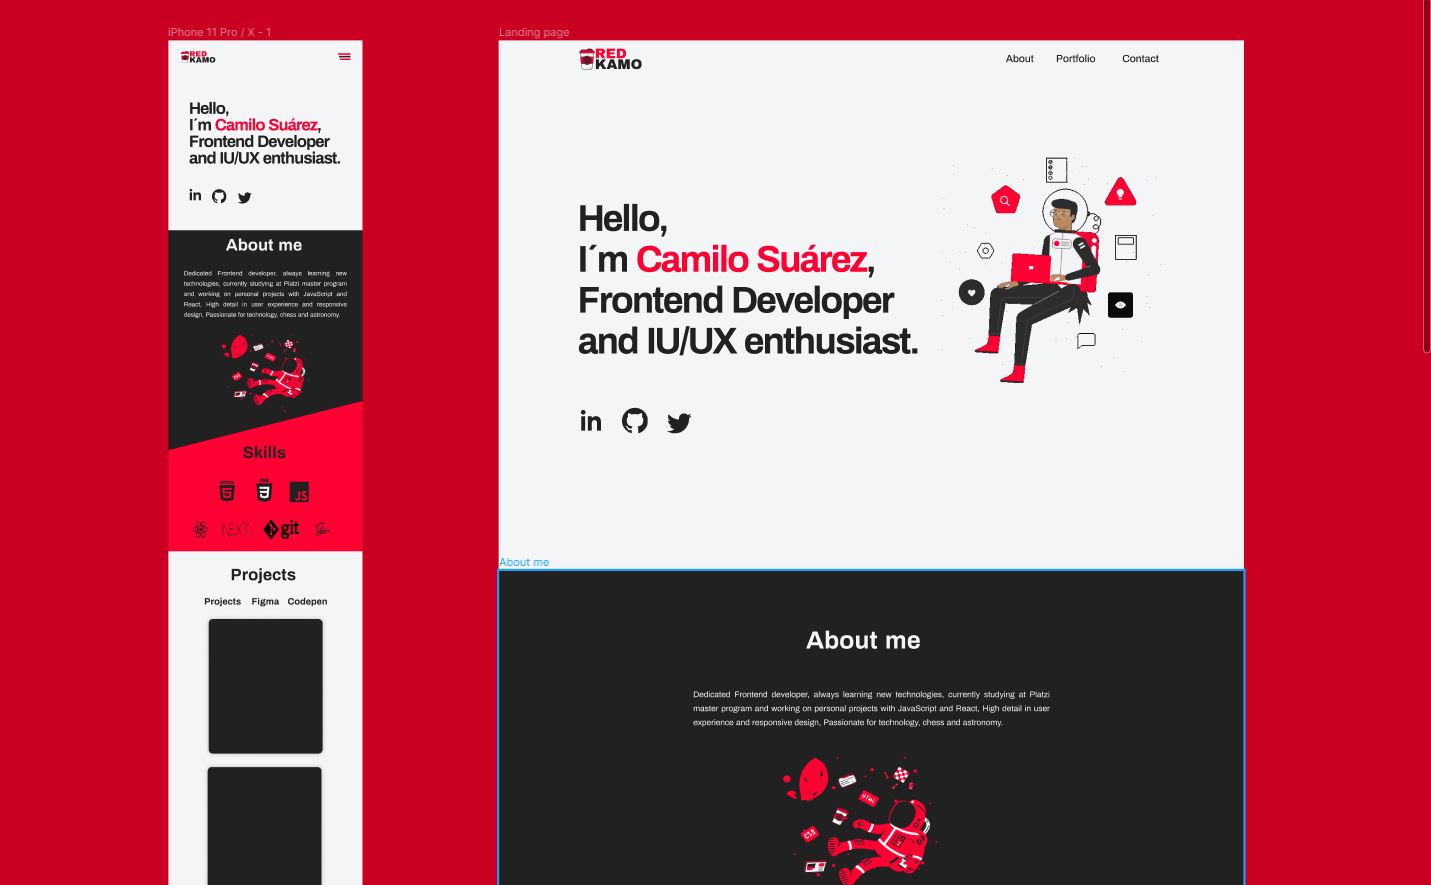 iPhone 11 Pro / X - 1
RED
KAMO
Hello,
I´m Camilo Suárez,
Frontend Developer
and IU/UX enthusiast.
in
About me
Dedicated Frontend developer, always learning new
technologies, currently studying at Platzi master program
and working on personal projects with JavaScript and
React, High detail in user experience and responsive
design, Passionate for technology, chess and astronomy.
Skills
HTML
5
CSS
3
JS
NEXT
git
Sass
Projects
Projects Figma Codepen
Landing page
RED
KAMO
About Portfolio Contact
Hello,
I´m Camilo Suárez,
Frontend Developer
and IU/UX enthusiast.
in
About me
About me
Dedicated Frontend developer, always learning new technologies, currently studying at Platzi
master program and working on personal projects with JavaScript and React, High detail in user
experience and responsive design, Passionate for technology, chess and astronomy.
HTML
CSS